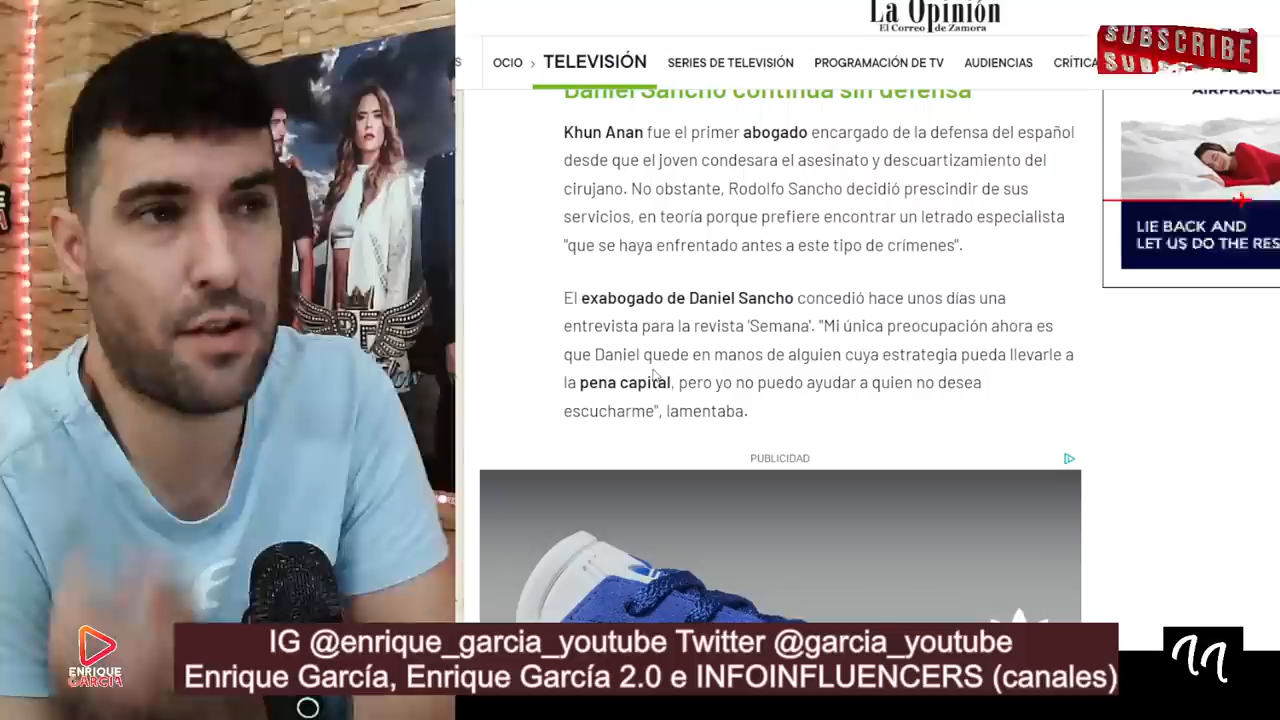 La Opinión
El Correo de Zamora
OCIO › TELEVISIÓN SERIES DE TELEVISIÓN PROGRAMACIÓN DE TV AUDIENCIAS CRÍTICA
SUBSCRIBE
Daniel Sancho continúa sin defensa
Khun Anan fue el primer abogado encargado de la defensa del español
desde que el joven condesara el asesinato y descuartizamiento del
cirujano. No obstante, Rodolfo Sancho decidió prescindir de sus
servicios, en teoría porque prefiere encontrar un letrado especialista
"que se haya enfrentado antes a este tipo de crímenes".
El exabogado de Daniel Sancho concedió hace unos días una
entrevista para la revista 'Semana'. "Mi única preocupación ahora es
que Daniel quede en manos de alguien cuya estrategia pueda llevarle a
la pena capital, pero yo no puedo ayudar a quien no desea
escucharme", lamentaba.
PUBLICIDAD
AIRFRANCE
LIE BACK AND
LET US DO THE RES
IG @enrique_garcia_youtube Twitter @garcia_youtube
Enrique García, Enrique García 2.0 e INFOINFLUENCERS (canales)
ENRIQUE
GARCÍA